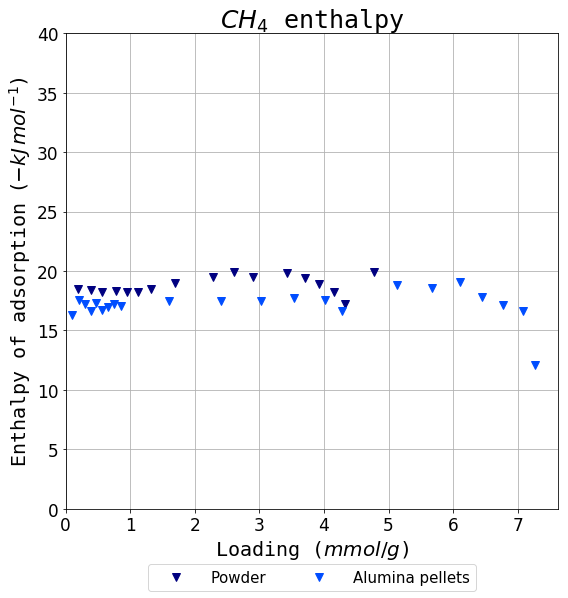 CH₄ enthalpy
40
35
30
25
20
15
10
5
0
Enthalpy of adsorption (−kJ mol⁻¹)
0 1 2 3 4 5 6 7
Loading (mmol/g)
Powder Alumina pellets